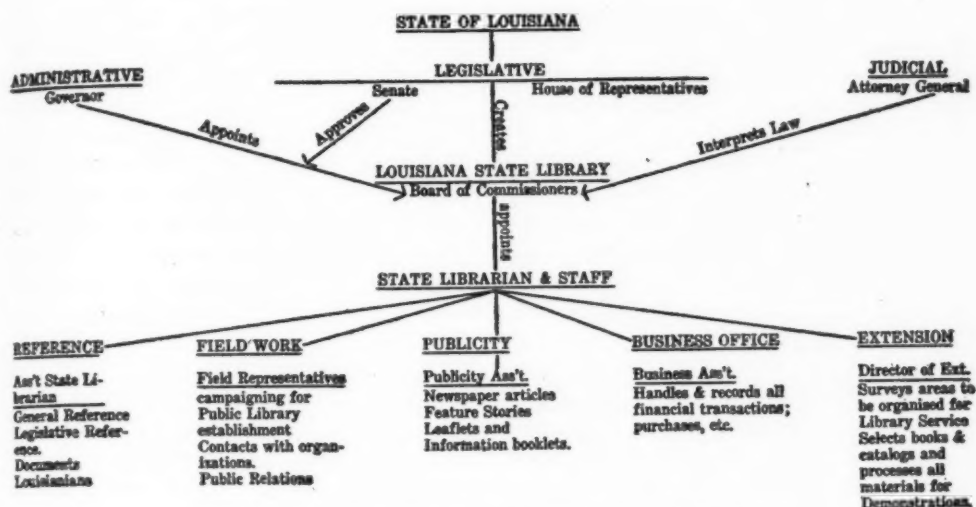 STATE OF LOUISIANA
LEGISLATIVE
Senate
House of Representatives
ADMINISTRATIVE
Governor
JUDICIAL
Attorney General
Appoints
Approves
Creates
Interprets Law
LOUISIANA STATE LIBRARY
Board of Commissioners
appoints
STATE LIBRARIAN & STAFF
REFERENCE
Ass't State Li-
brarian
General Reference
Legislative Refer-
ence.
Documents
Louisianians
FIELD WORK
Field Representatives
campaigning for
Public Library
establishment
Contacts with organ-
izations.
Public Relations
PUBLICITY
Publicity Ass't.
Newspaper articles
Feature Stories
Leaflets and
Information booklets.
BUSINESS OFFICE
Business Ass't.
Handles & records all
financial transactions;
purchases, etc.
EXTENSION
Director of Ext.
Surveys areas to
be organised for
Library Service
Selects books &
catalogs and
processes all
materials for
Demonstrations.